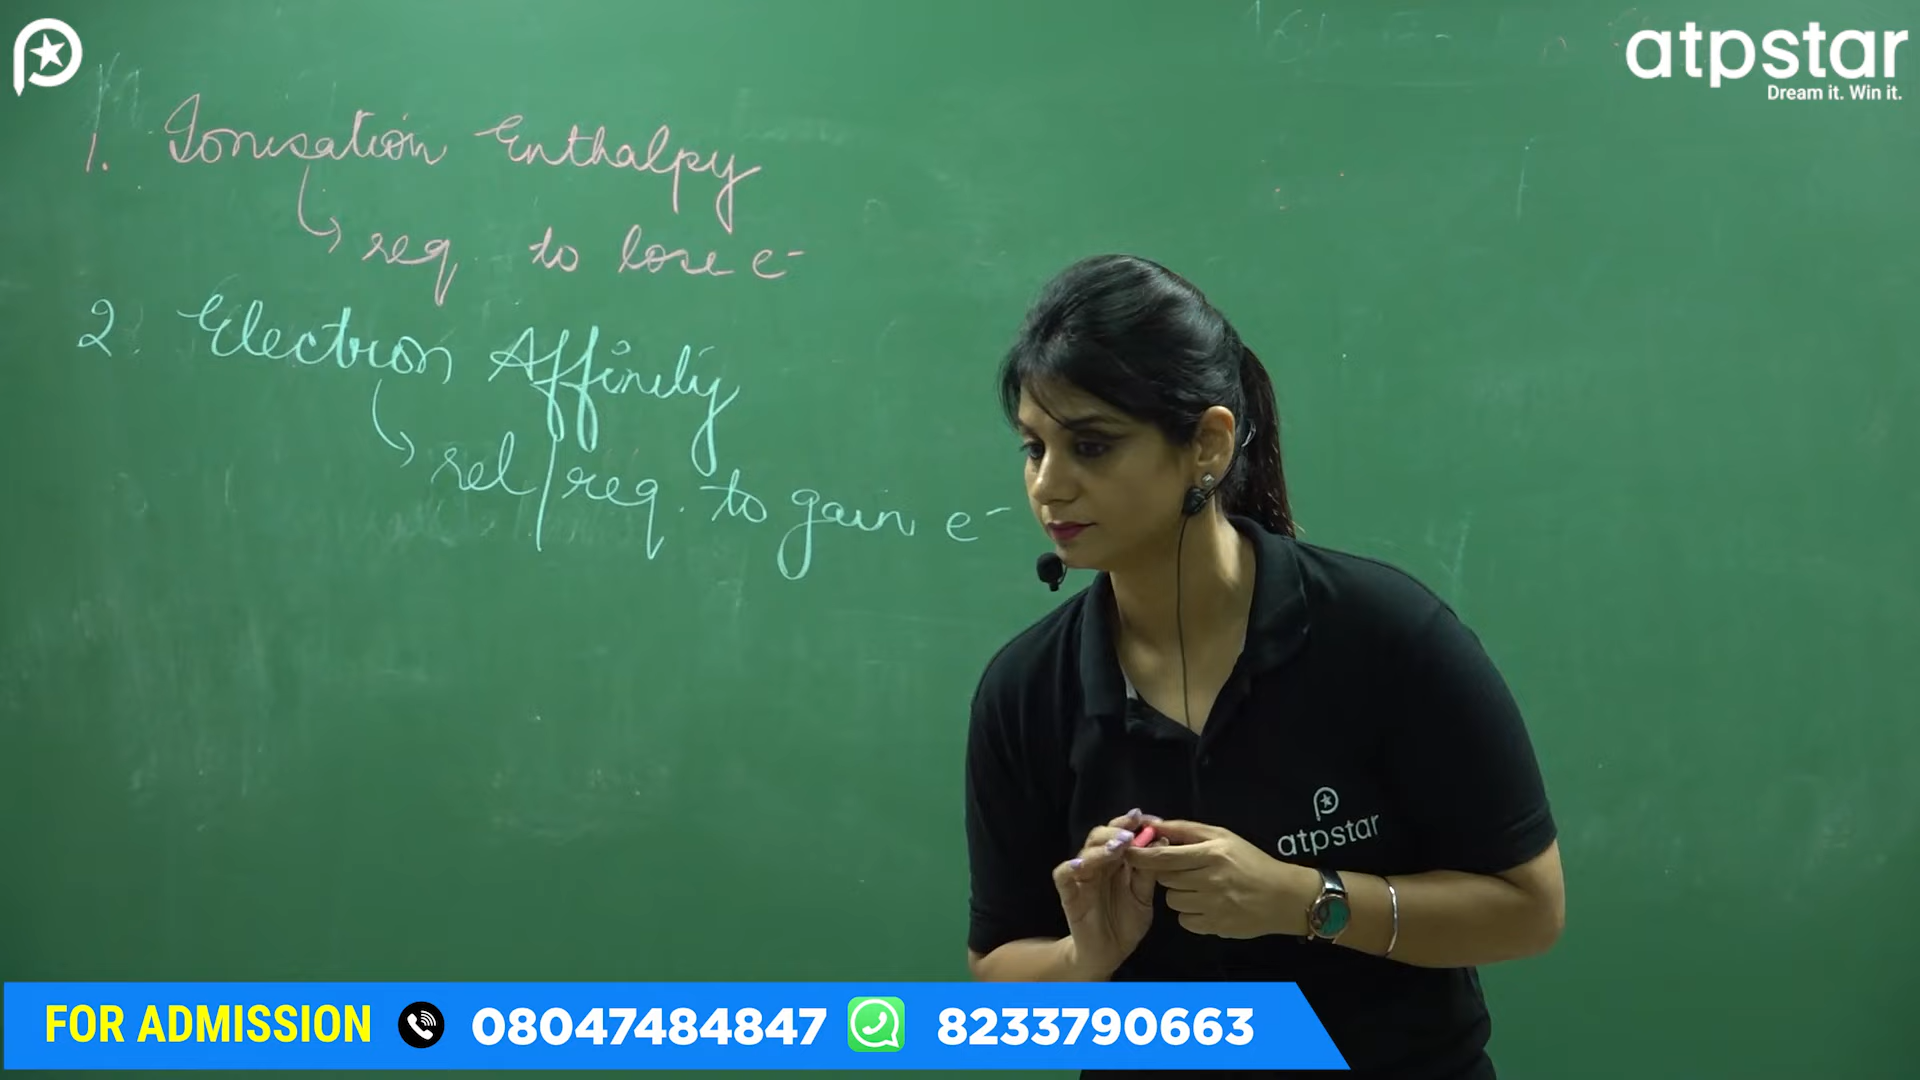 atpstar
Dream it. Win it.
1. Ionisation Enthalpy
req to lose e-
2. Electron Affinity
rel/req. to gain e-
atpstar
FOR ADMISSION 08047484847 8233790663